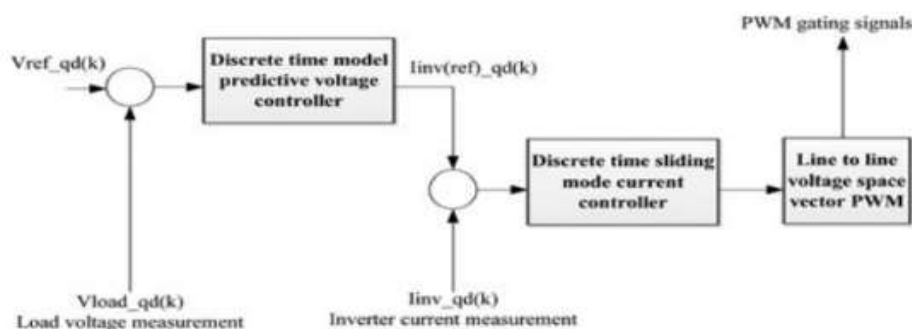 PWM gating signals
Vref_qd(k)
Discrete time model
predictive voltage
controller
Iinv(ref)_qd(k)
Discrete time sliding
mode current
controller
Line to line
voltage space
vector PWM
Vload_qd(k)
Load voltage measurement
Iinv_qd(k)
Inverter current measurement